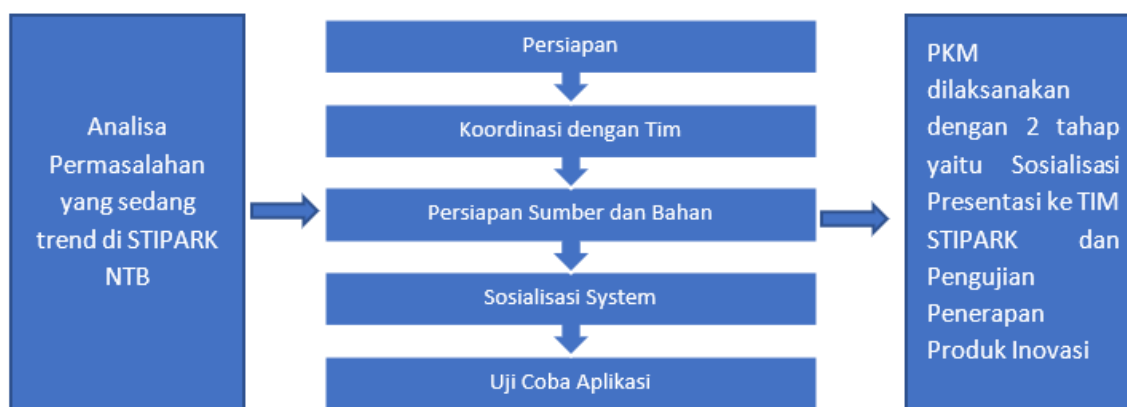 Analisa
Permasalahan
yang sedang
trend di STIPARK
NTB
Persiapan
Koordinasi dengan Tim
Persiapan Sumber dan Bahan
Sosialisasi System
Uji Coba Aplikasi
PKM
dilaksanakan
dengan 2 tahap
yaitu Sosialisasi
Presentasi ke TIM
STIPARK dan
Pengujian
Penerapan
Produk Inovasi